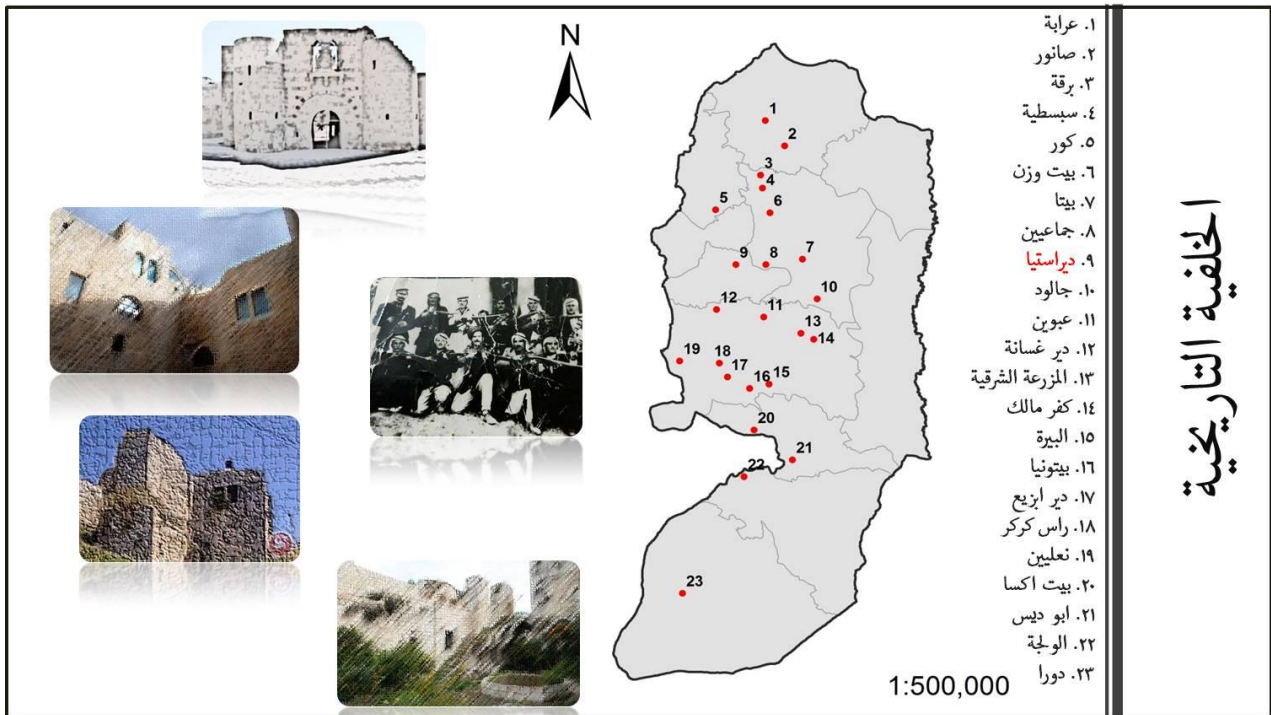 الخلفية التاريخية
١. عرابة
٢. صانور
٣. برقة
٤. سبسطية
٥. كور
٦. بيت وزن
٧. بيتا
٨. جماعيين
٩. ديراستيا
١٠. جالود
١١. عبوين
١٢. دير غسانة
١٣. المزرعة الشرقية
١٤. كفر مالك
١٥. البيرة
١٦. بيتونيا
١٧. دير ابزيع
١٨. راس كركر
١٩. نعليين
٢٠. بيت اكسا
٢١. ابو ديس
٢٢. الولجة
٢٣. دورا
N
1
2
3
4
5
6
7
8
9
10
11
12
13
14
15
16
17
18
19
20
21
22
23
1:500,000